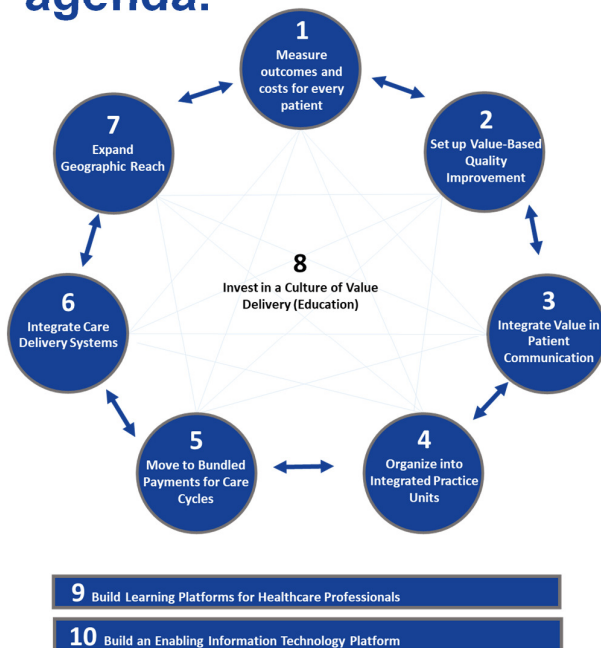 agenda.
1
Measure
outcomes and
costs for every
patient
2
Set up Value-Based
Quality
Improvement
3
Integrate Value in
Patient
Communication
4
Organize into
Integrated Practice
Units
5
Move to Bundled
Payments for Care
Cycles
6
Integrate Care
Delivery Systems
7
Expand
Geographic Reach
8
Invest in a Culture of Value
Delivery (Education)
9 Build Learning Platforms for Healthcare Professionals
10 Build an Enabling Information Technology Platform